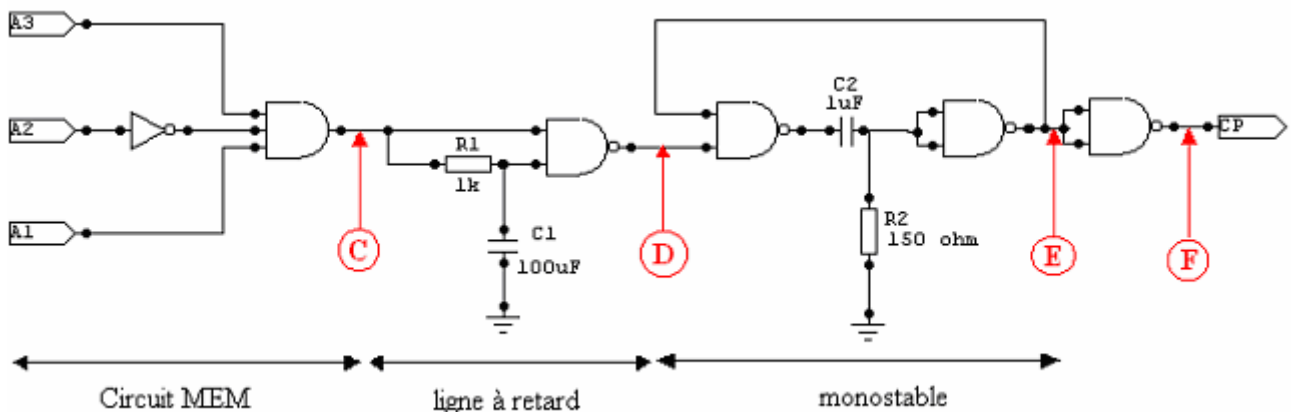 A3
A2
A1
C
R1
1k
C1
100uF
D
C2
1uF
R2
150 ohm
E
F
CP
Circuit MEM
ligne à retard
monostable